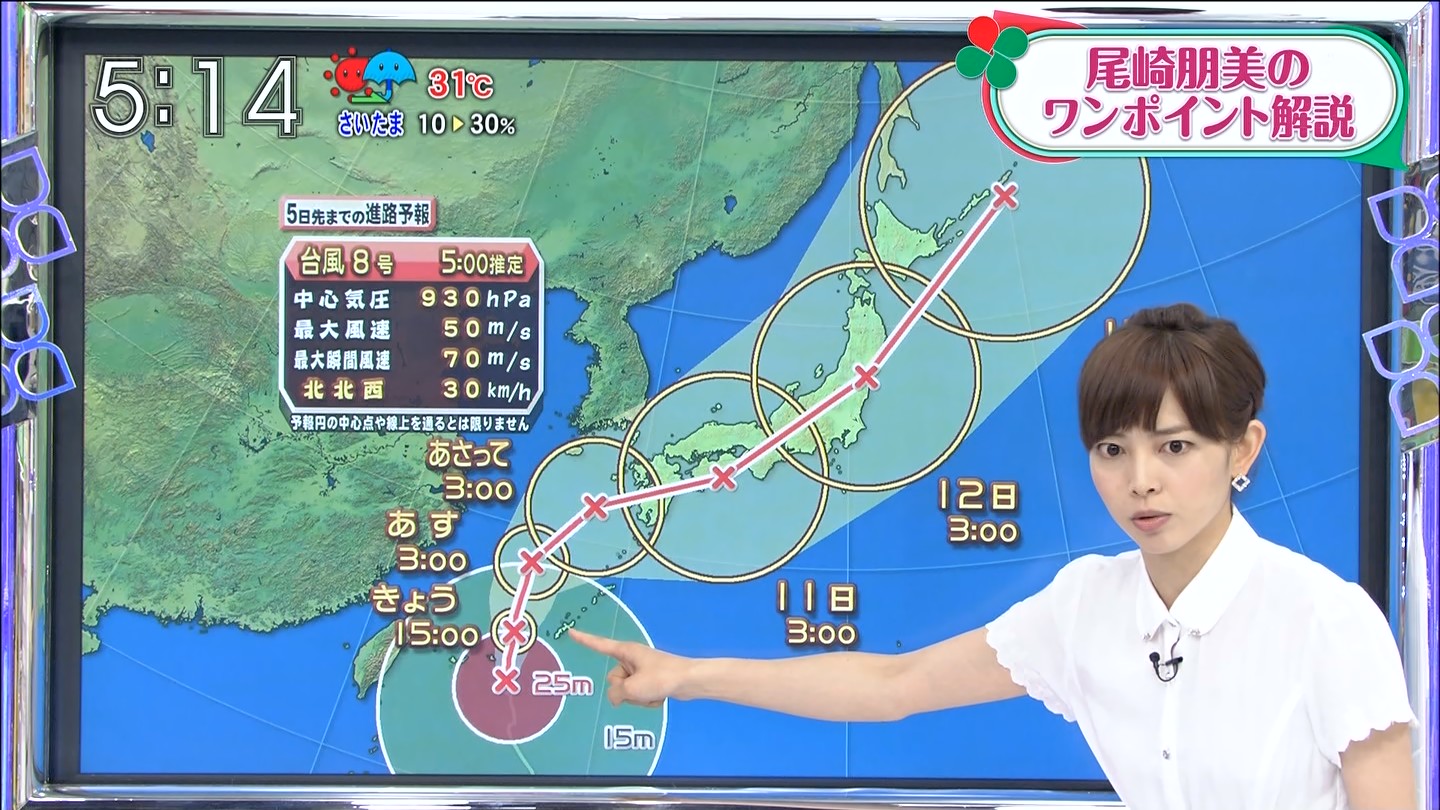 5:14
31℃
さいたま 10▶30%
尾崎朋美の
ワンポイント解説
5日先までの進路予報
台風8号 5:00推定
中心気圧 930hPa
最大風速 50m/s
最大瞬間風速 70m/s
北北西 30km/h
予報円の中心点や線上を通るとは限りません
あさって
3:00
あす
3:00
きょう
15:00
12日
3:00
11日
3:00
25m
15m